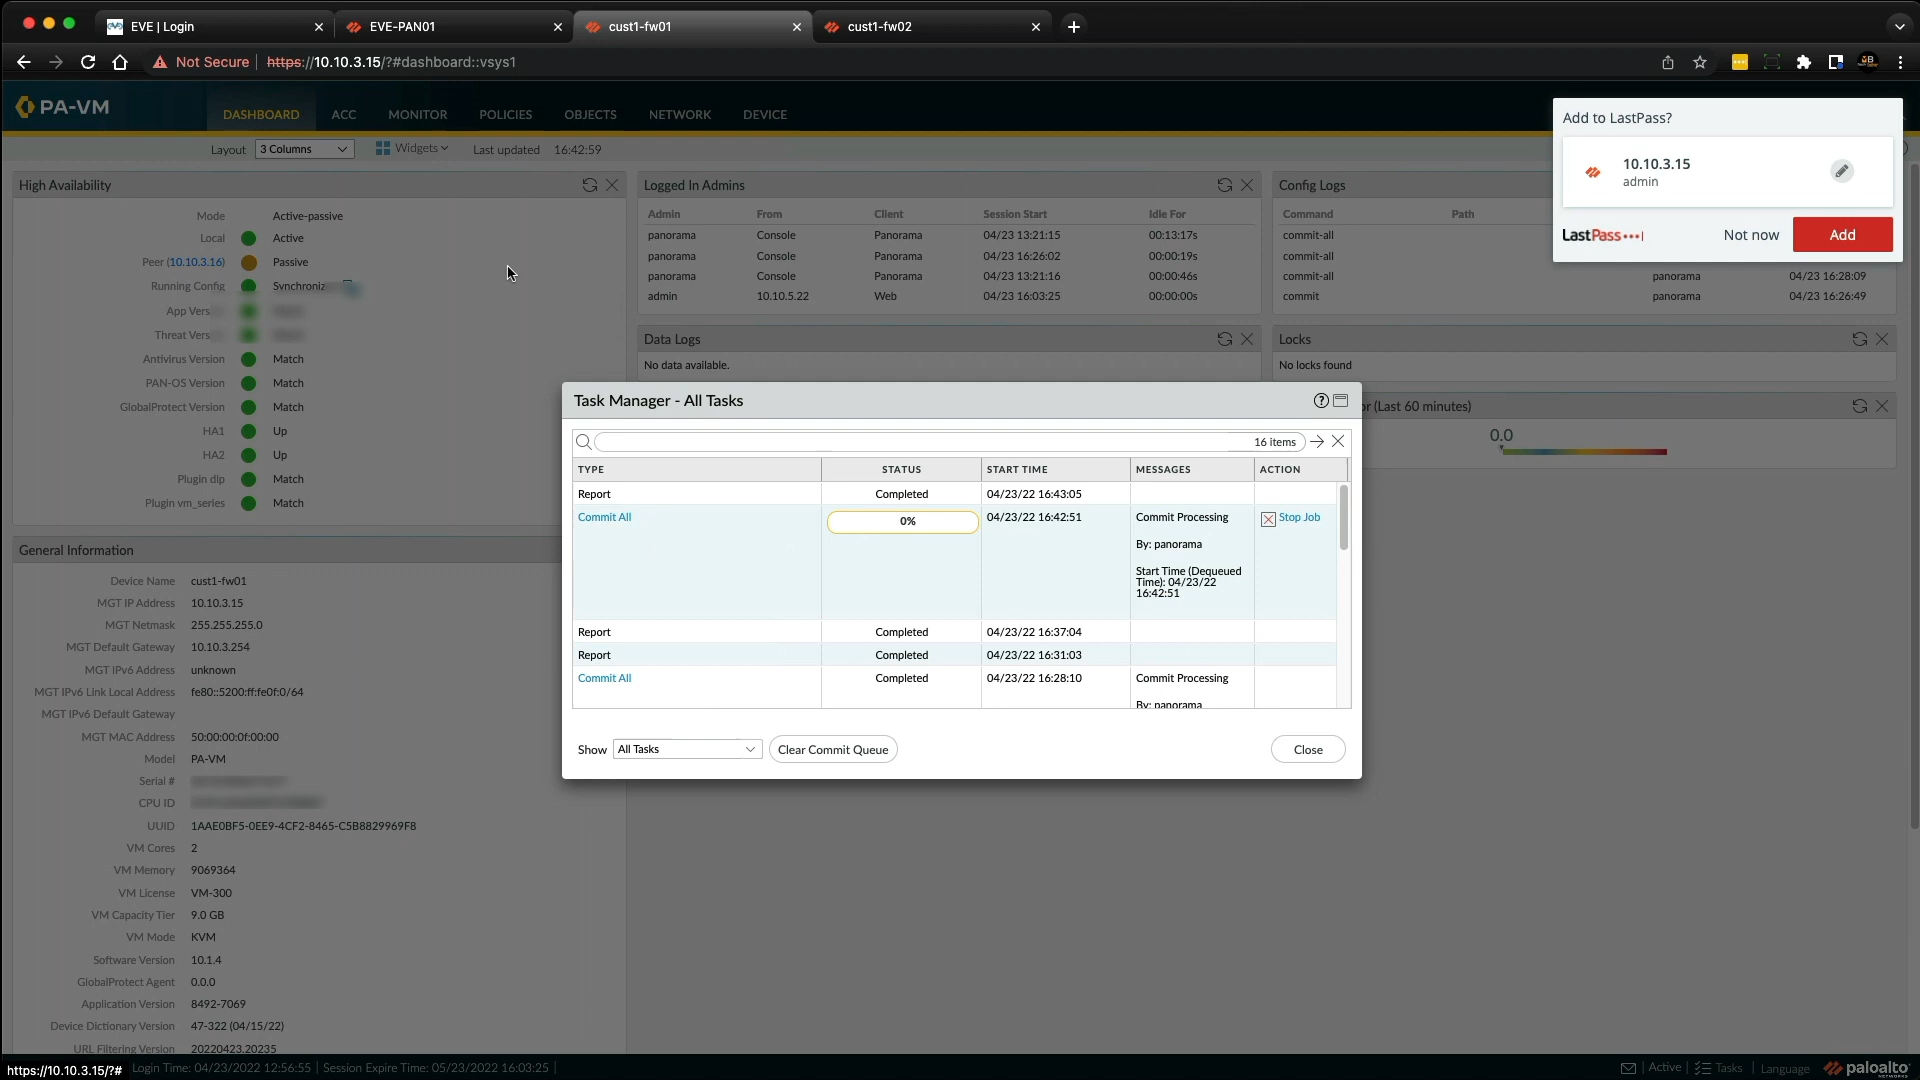 EVE | Login
EVE-PAN01
cust1-fw01
cust1-fw02
Not Secure
https://10.10.3.15/?#dashboard::vsys1
PA-VM
DASHBOARD ACC MONITOR POLICIES OBJECTS NETWORK DEVICE
Layout 3 Columns Widgets Last updated 16:42:59
Add to LastPass?
10.10.3.15
admin
LastPass
Not now
Add
High Availability
Mode Active-passive
Local Active
Peer (10.10.3.16) Passive
Running Config Synchroniz
App Vers
Threat Vers
Antivirus Version Match
PAN-OS Version Match
GlobalProtect Version Match
HA1 Up
HA2 Up
Plugin dlp Match
Plugin vm_series Match
General Information
Device Name cust1-fw01
MGT IP Address 10.10.3.15
MGT Netmask 255.255.255.0
MGT Default Gateway 10.10.3.254
MGT IPv6 Address unknown
MGT IPv6 Link Local Address fe80::5200:ff:fe0f:0/64
MGT IPv6 Default Gateway
MGT MAC Address 50:00:00:0f:00:00
Model PA-VM
Serial #
CPU ID
UUID 1AAE0BF5-0EE9-4CF2-8465-C5B8829969F8
VM Cores 2
VM Memory 9069364
VM License VM-300
VM Capacity Tier 9.0 GB
VM Mode KVM
Software Version 10.1.4
GlobalProtect Agent 0.0.0
Application Version 8492-7069
Device Dictionary Version 47-322 (04/15/22)
URL Filtering Version 20220423.20235
Logged In Admins
Admin From Client Session Start Idle For
panorama Console Panorama 04/23 13:21:15 00:13:17s
panorama Console Panorama 04/23 16:26:02 00:00:19s
panorama Console Panorama 04/23 13:21:16 00:00:46s
admin 10.10.5.22 Web 04/23 16:03:25 00:00:00s
Data Logs
No data available.
Config Logs
Command Path
commit-all
commit-all
commit-all panorama 04/23 16:28:09
commit panorama 04/23 16:26:49
Locks
No locks found
or (Last 60 minutes)
0.0
Task Manager - All Tasks
16 items
TYPE STATUS START TIME MESSAGES ACTION
Report Completed 04/23/22 16:43:05
Commit All 0% 04/23/22 16:42:51 Commit Processing Stop Job
By: panorama
Start Time (Dequeued
Time): 04/23/22
16:42:51
Report Completed 04/23/22 16:37:04
Report Completed 04/23/22 16:31:03
Commit All Completed 04/23/22 16:28:10 Commit Processing
By: panorama
Show All Tasks Clear Commit Queue Close
https://10.10.3.15/?#
Login Time: 04/23/2022 12:56:55 | Session Expire Time: 05/23/2022 16:03:25 |
| Active | Tasks | Language
paloalto
NETWORKS